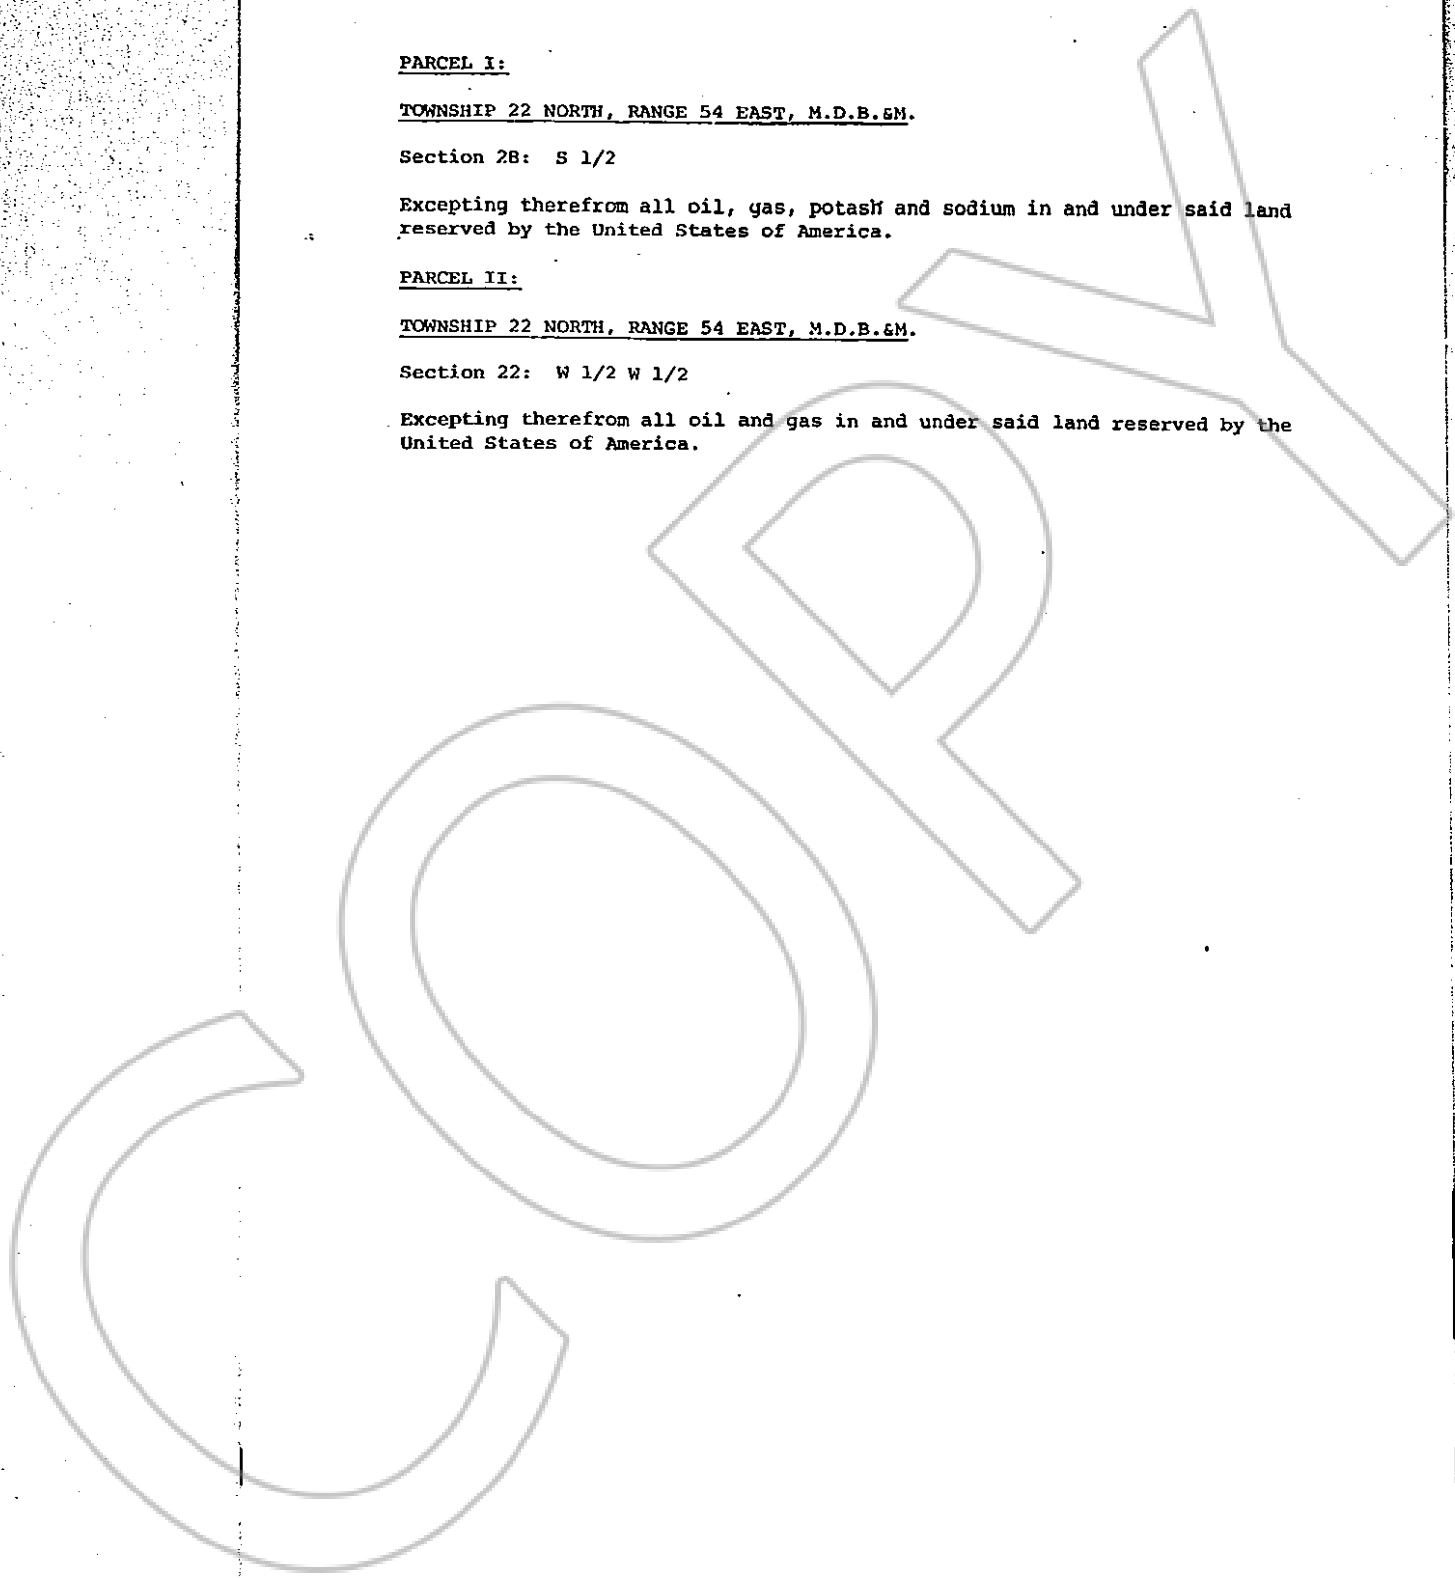 PARCEL I:
TOWNSHIP 22 NORTH, RANGE 54 EAST, M.D.B.&M.
Section 28: S 1/2
Excepting therefrom all oil, gas, potash and sodium in and under said land
reserved by the United States of America.
PARCEL II:
TOWNSHIP 22 NORTH, RANGE 54 EAST, M.D.B.&M.
Section 22: W 1/2 W 1/2
Excepting therefrom all oil and gas in and under said land reserved by the
United States of America.
COPY